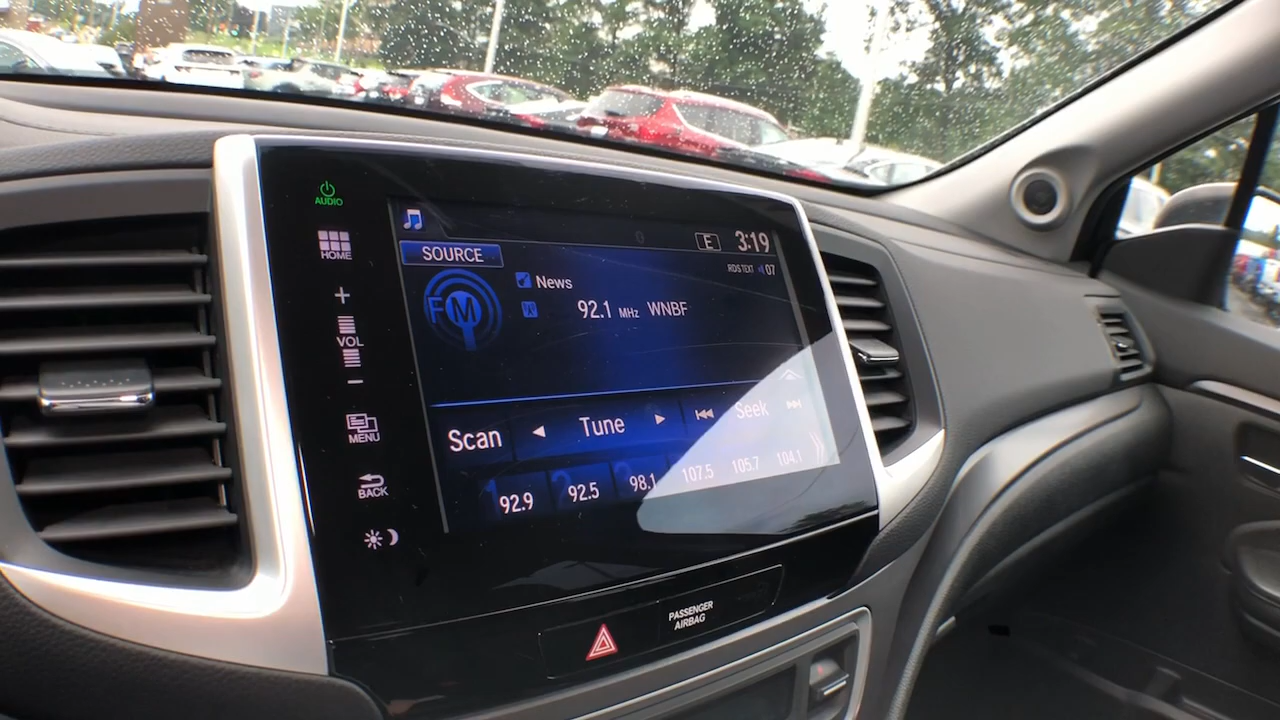 AUDIO
HOME
+
VOL
-
MENU
BACK
E 3:19
SOURCE
RDS TEXT 07
FM
News
92.1 MHz WNBF
Scan Tune Seek
92.9 92.5 98.1 107.5 105.7 104.1
PASSENGER
AIRBAG